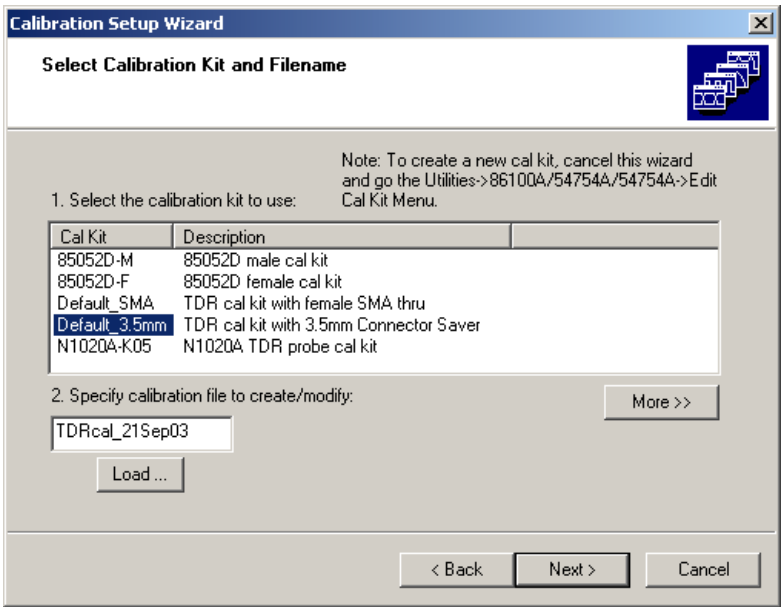 Calibration Setup Wizard
Select Calibration Kit and Filename
Note: To create a new cal kit, cancel this wizard
and go the Utilities->86100A/54754A/54754A->Edit
Cal Kit Menu.
1. Select the calibration kit to use:
Cal Kit Description
85052D-M 85052D male cal kit
85052D-F 85052D female cal kit
Default_SMA TDR cal kit with female SMA thru
Default_3.5mm TDR cal kit with 3.5mm Connector Saver
N1020A-K05 N1020A TDR probe cal kit
2. Specify calibration file to create/modify:
More >>
TDRcal_21Sep03
Load ...
< Back Next > Cancel